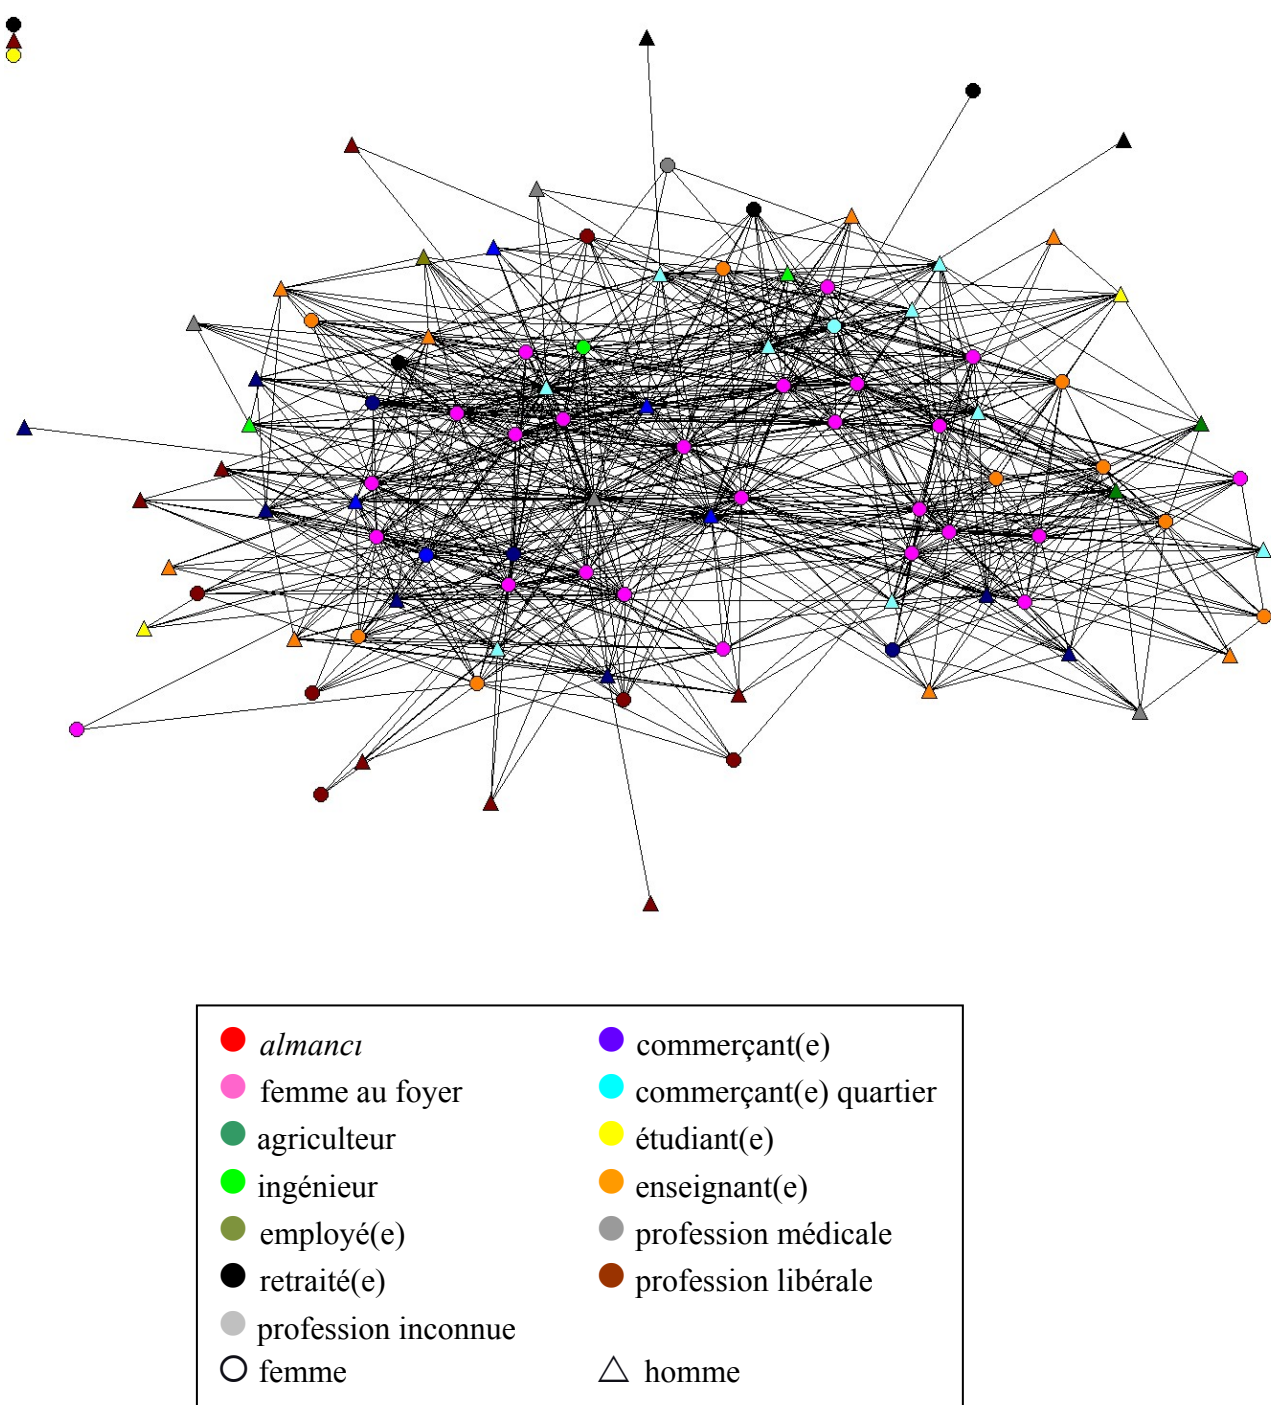 almancı
commerçant(e)
femme au foyer
commerçant(e) quartier
agriculteur
étudiant(e)
ingénieur
enseignant(e)
employé(e)
profession médicale
retraité(e)
profession libérale
profession inconnue
femme
homme